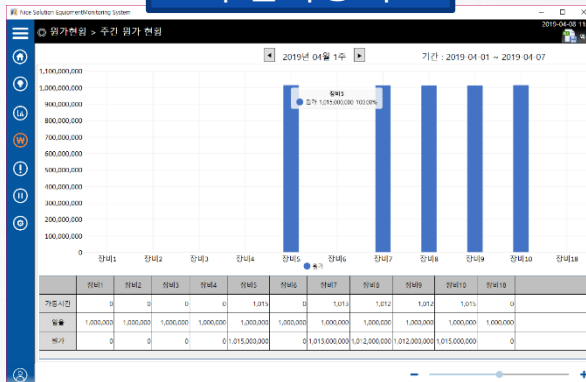 Nice Solution EquipmentMonitoring System
◎ 원가현황 > 주간 원가 현황
2019-04-08 11
2019년 04월 1주
기간 : 2019-04-01 ~ 2019-04-07
1,100,000,000
1,000,000,000
900,000,000
800,000,000
700,000,000
600,000,000
500,000,000
400,000,000
300,000,000
200,000,000
100,000,000
0
장비5
원가 1,015,000,000 100.00%
장비1 장비2 장비3 장비4 장비5 장비6 장비7 장비8 장비9 장비10 장비18
원가
장비1 장비2 장비3 장비4 장비5 장비6 장비7 장비8 장비9 장비10 장비18
가동시간 0 0 0 0 1,015 0 1,013 1,012 1,012 1,015 0
임율 1,000,000 1,000,000 1,000,000 1,000,000 1,000,000 1,000,000 1,000,000 1,000,000 1,000,000 1,000,000 1,000,000
원가 0 0 0 0 1,015,000,000 0 1,013,000,000 1,012,000,000 1,012,000,000 1,015,000,000 0